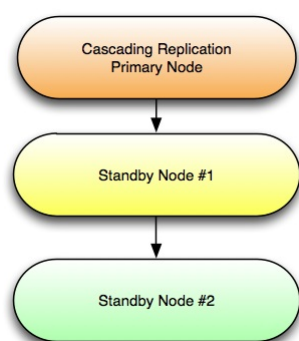 Cascading Replication
Primary Node
Standby Node #1
Standby Node #2